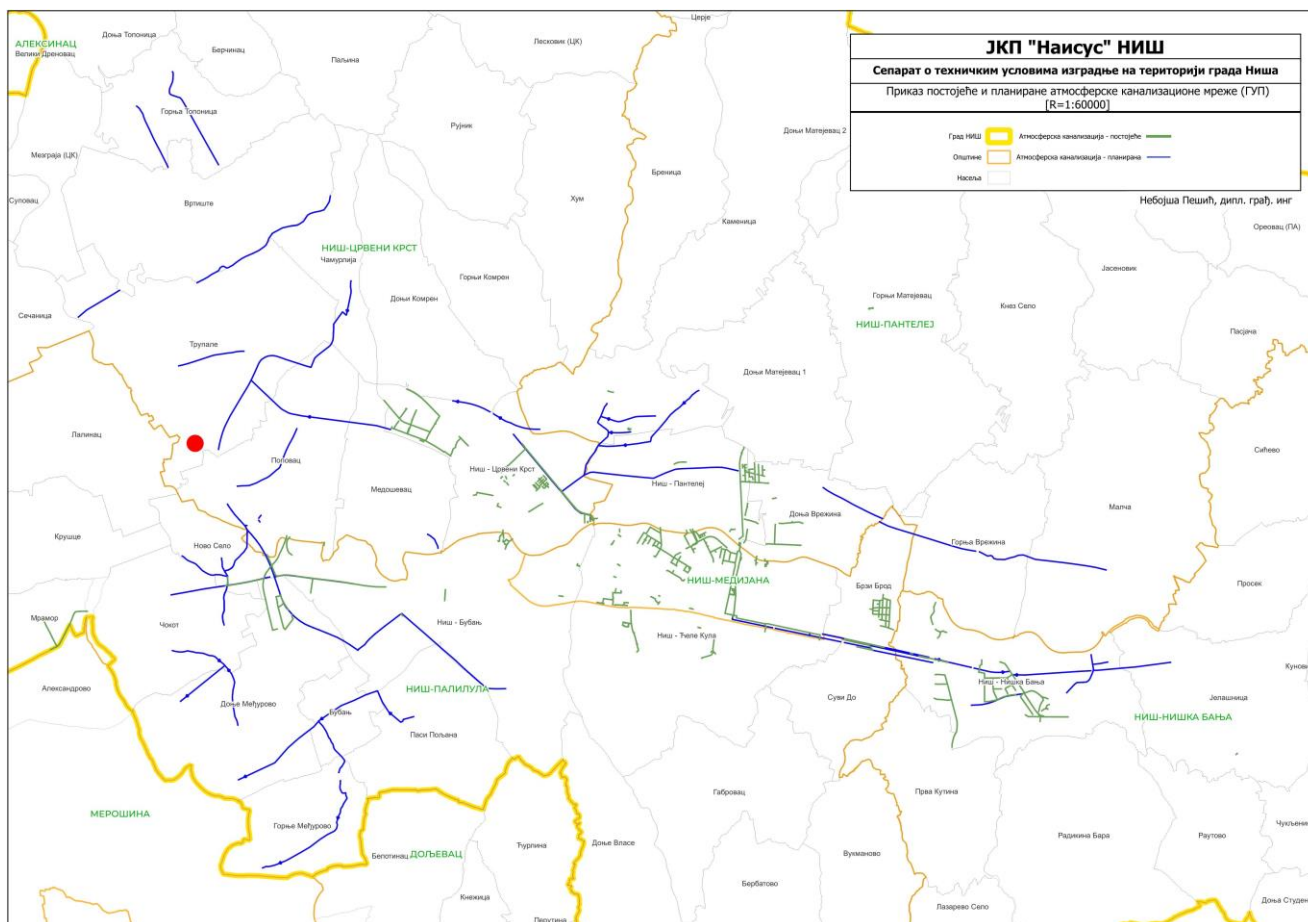 ЈКП "Наисус" НИШ
Сепарат о техничким условима изградње на територији града Ниша
Приказ постојеће и планиране атмосферске канализационе мреже (ГУП)
[R=1:60000]
Град НИШ
Атмосферска канализација - постојеће
Општине
Атмосферска канализација - планирана
Насеља
Небојша Пешић, дипл. грађ. инг
Церје
Доња Топоница
АЛЕКСИНАЦ
Велики Дреновац
Берчинац
Паљина
Лесковик (ЦК)
Горња Топоница
Рујник
Доњи Матејевац 2
Мезграја (ЦК)
Бреница
Суповац
Вртиште
Хум
Каменица
Ореовац (ПА)
НИШ-ЦРВЕНИ КРСТ
Чамурлија
Горњи Комрен
Јасеновик
Доњи Комрен
Горњи Матејевац
Кнез Село
Сечаница
НИШ-ПАНТЕЛЕЈ
Пасјача
Трупале
Доњи Матејевац 1
Лалинац
Сићево
Поповац
Ниш - Црвени Крст
Медошевац
Ниш - Пантелеј
Малча
Доња Врежина
Крушце
Ново Село
Горња Врежина
НИШ-МЕДИЈАНА
Брзи Брод
Просек
Мрамор
Чокот
Ниш - Бубањ
Ниш - Ћеле Кула
Куновиц
Александрово
НИШ-ПАЛИЛУЛА
Ниш - Нишка Бања
Суви До
Јелашница
Доње Међурово
Бубањ
НИШ-НИШКА БАЊА
Паси Пољана
Габровац
Прва Кутина
МЕРОШИНА
Чукљеник
Горње Међурово
Радикина Бара
Раутово
Ћурлина
Доње Власе
Белотинац
ДОЉЕВАЦ
Вукманово
Бербатово
Кнежица
Доња Студена
Лазарево Село
Перутина